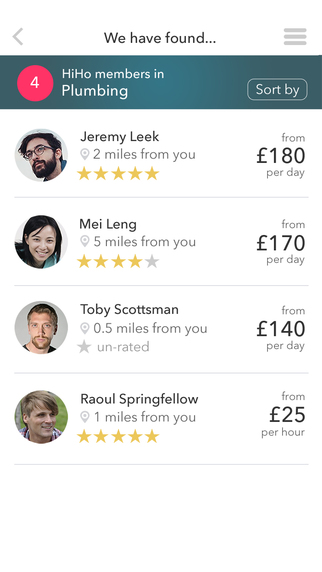 We have found...
4
HiHo members in
Plumbing
Sort by
Jeremy Leek
2 miles from you
from
£180
per day
Mei Leng
5 miles from you
from
£170
per day
Toby Scottsman
0.5 miles from you
un-rated
from
£140
per day
Raoul Springfellow
1 miles from you
from
£25
per hour